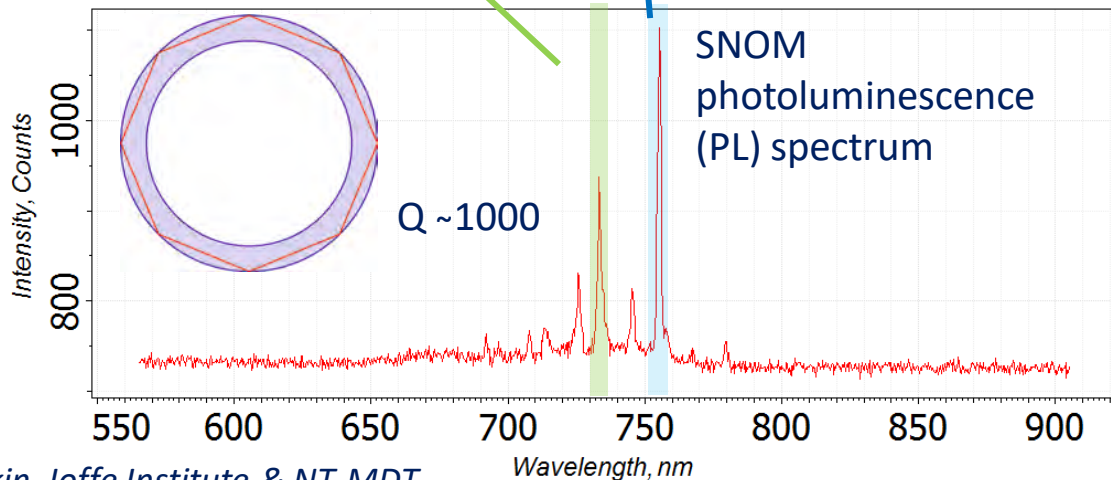 SNOM
photoluminescence
(PL) spectrum
1000
Intensity, Counts
Q ~1000
800
550 600 650 700 750 800 850 900
Wavelength, nm
Ioffe Institute & NT-MDT